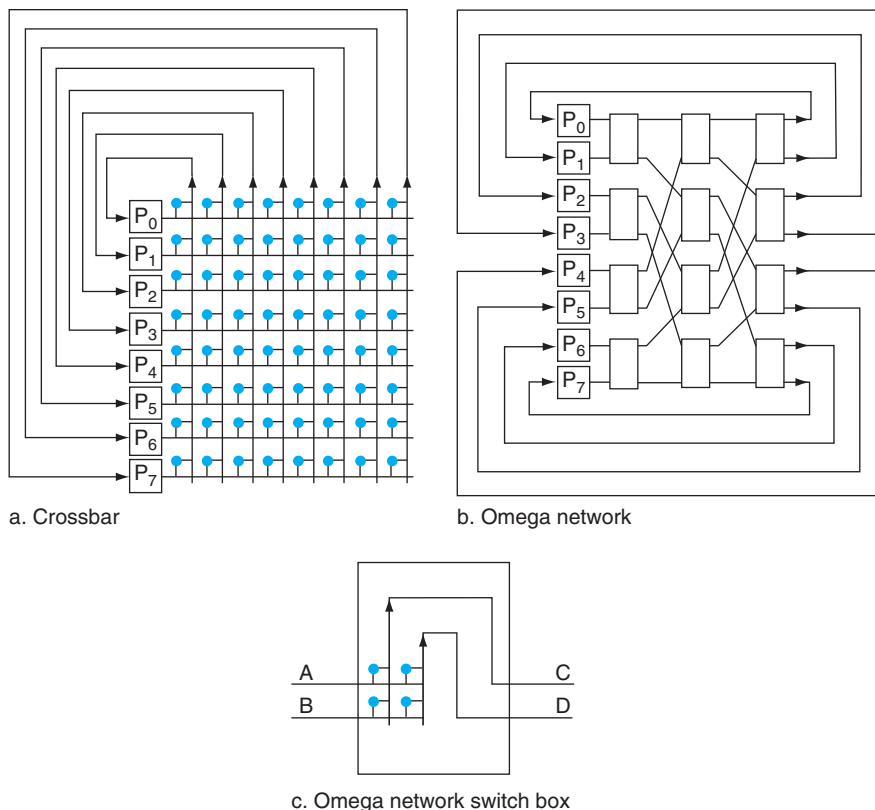 P0
P1
P2
P3
P4
P5
P6
P7
a. Crossbar
P0
P1
P2
P3
P4
P5
P6
P7
b. Omega network
A
B
C
D
c. Omega network switch box